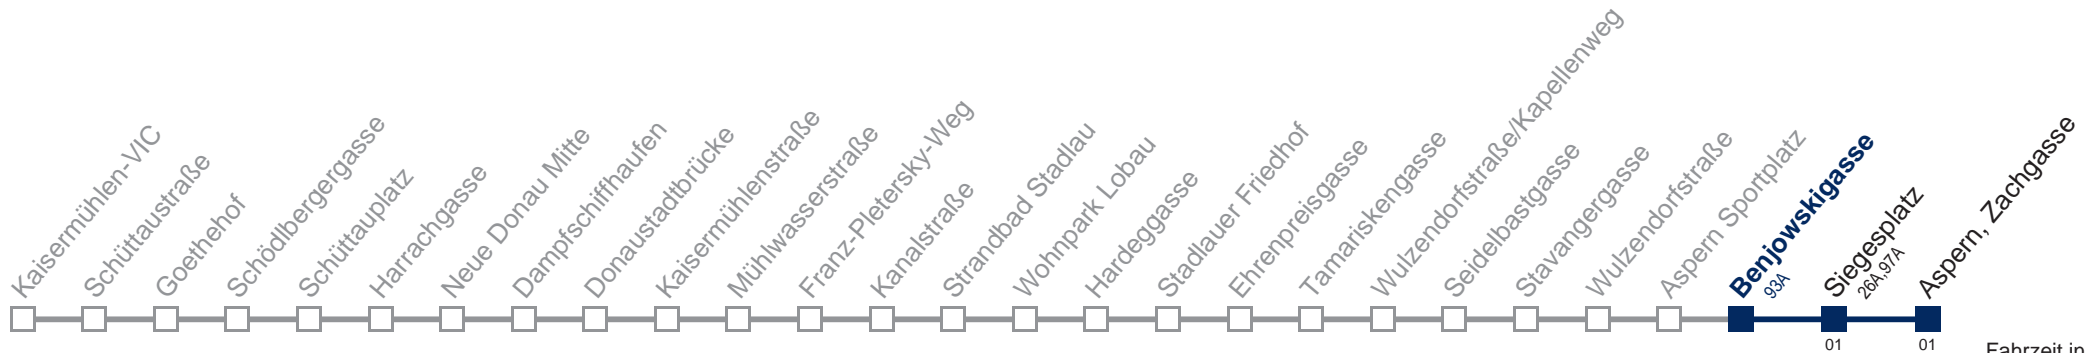 Kaisermühlen-VIC
Schüttaustraße
Goethehof
Schödlbergergasse
Schüttauplatz
Harrachgasse
Neue Donau Mitte
Dampfschiffhaufen
Donaustadtbrücke
Kaisermühlenstraße
Mühlwasserstraße
Franz-Pletersky-Weg
Kanalstraße
Strandbad Stadlau
Wohnpark Lobau
Hardeggasse
Stadlauer Friedhof
Ehrenpreisgasse
Tamariskengasse
Wulzendorfstraße/Kapellenweg
Seidelbastgasse
Stavangergasse
Wulzendorfstraße
Aspern Sportplatz
Benjowskigasse
93A
Siegesplatz
26A,97A
Aspern, Zachgasse
01
01
Fahrzeit in